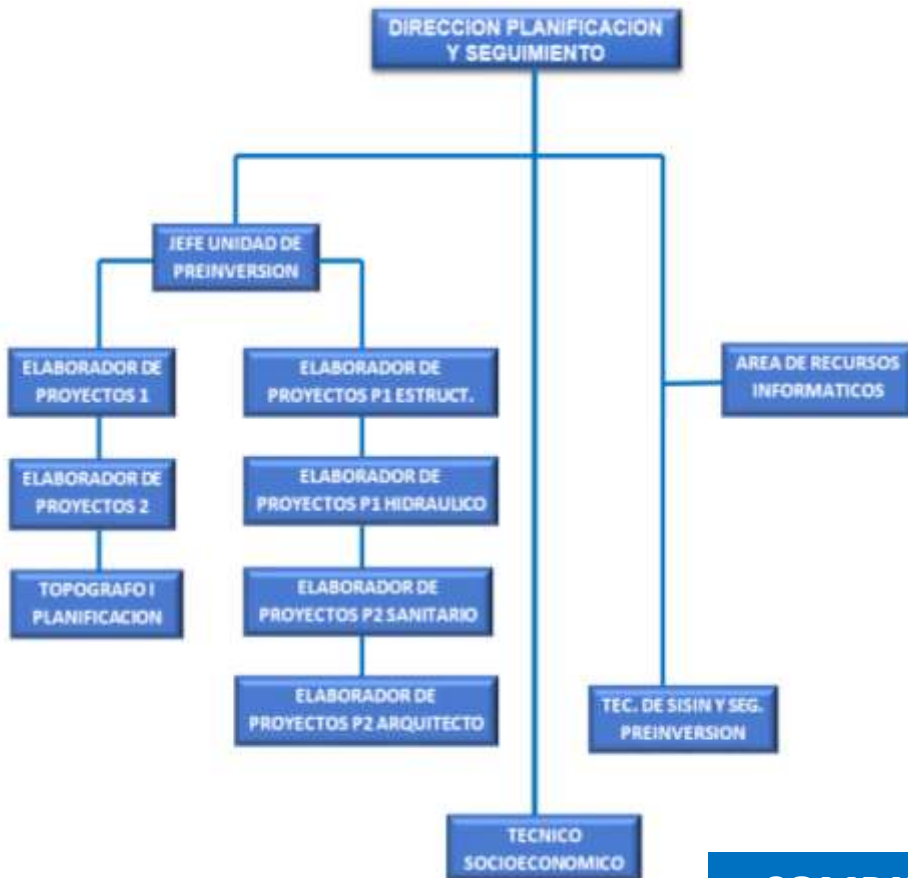 DIRECCION PLANIFICACION
Y SEGUIMIENTO
JEFE UNIDAD DE
PREINVERSION
ELABORADOR DE
PROYECTOS 1
ELABORADOR DE
PROYECTOS P1 ESTRUCT.
AREA DE RECURSOS
INFORMATICOS
ELABORADOR DE
PROYECTOS 2
ELABORADOR DE
PROYECTOS P1 HIDRAULICO
TOPOGRAFO I
PLANIFICACION
ELABORADOR DE
PROYECTOS P2 SANITARIO
ELABORADOR DE
PROYECTOS P2 ARQUITECTO
TEC. DE SISIN Y SEG.
PREINVERSION
TECNICO
SOCIOECONOMICO